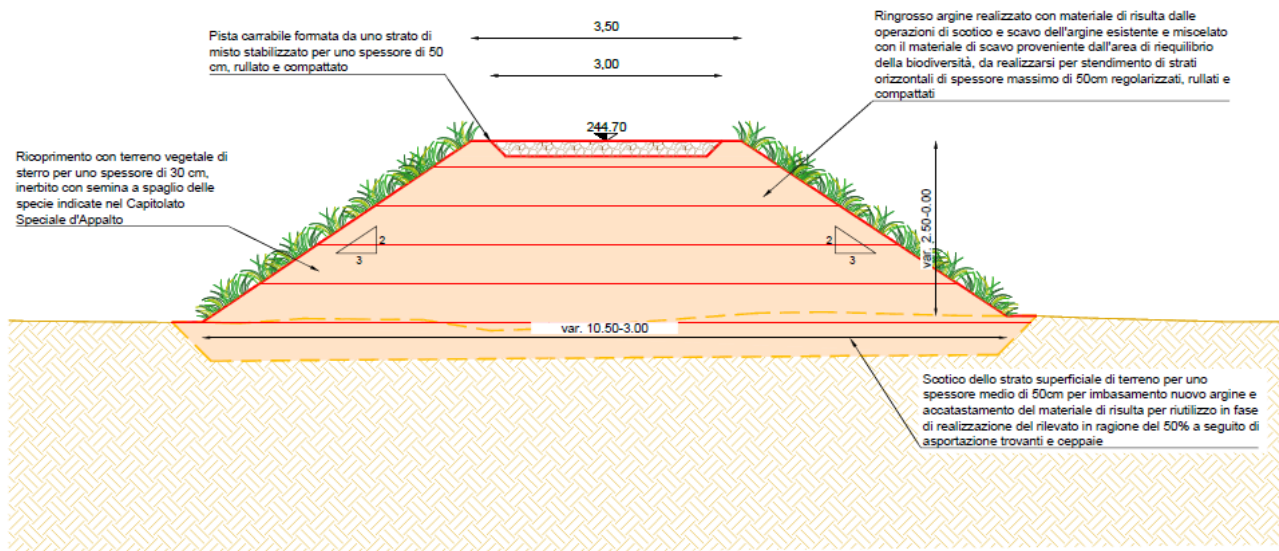 Pista carrabile formata da uno strato di
misto stabilizzato per uno spessore di 50
cm, rullato e compattato
3,50
3,00
244.70
Ringrosso argine realizzato con materiale di risulta dalle
operazioni di scotico e scavo dell'argine esistente e miscelato
con il materiale di scavo proveniente dall'area di riequilibrio
della biodiversità, da realizzarsi per stendimento di strati
orizzontali di spessore massimo di 50cm regolarizzati, rullati e
compattati
Ricoprimento con terreno vegetale di
sterro per uno spessore di 30 cm,
inerbito con semina a spaglio delle
specie indicate nel Capitolato
Speciale d'Appalto
2
3
2
3
var. 2.50-0.00
var. 10.50-3.00
Scotico dello strato superficiale di terreno per uno
spessore medio di 50cm per imbasamento nuovo argine e
accatastamento del materiale di risulta per riutilizzo in fase
di realizzazione del rilevato in ragione del 50% a seguito di
asportazione trovanti e ceppaie